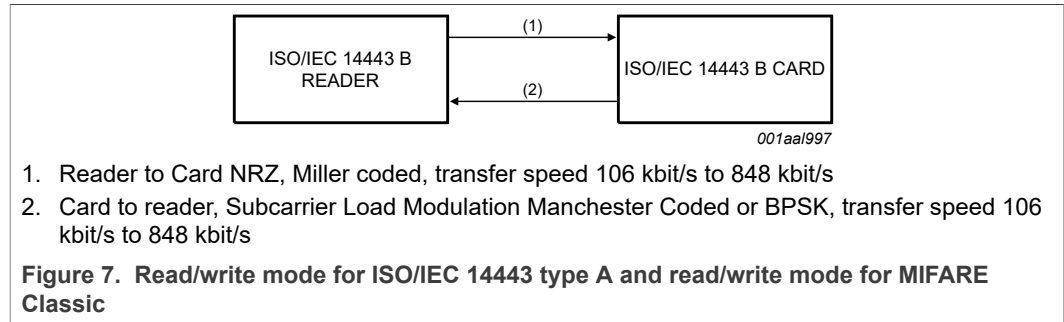 (1)
ISO/IEC 14443 B
READER
ISO/IEC 14443 B CARD
(2)
001aal997
1. Reader to Card NRZ, Miller coded, transfer speed 106 kbit/s to 848 kbit/s
2. Card to reader, Subcarrier Load Modulation Manchester Coded or BPSK, transfer speed 106
kbit/s to 848 kbit/s
Figure 7. Read/write mode for ISO/IEC 14443 type A and read/write mode for MIFARE
Classic